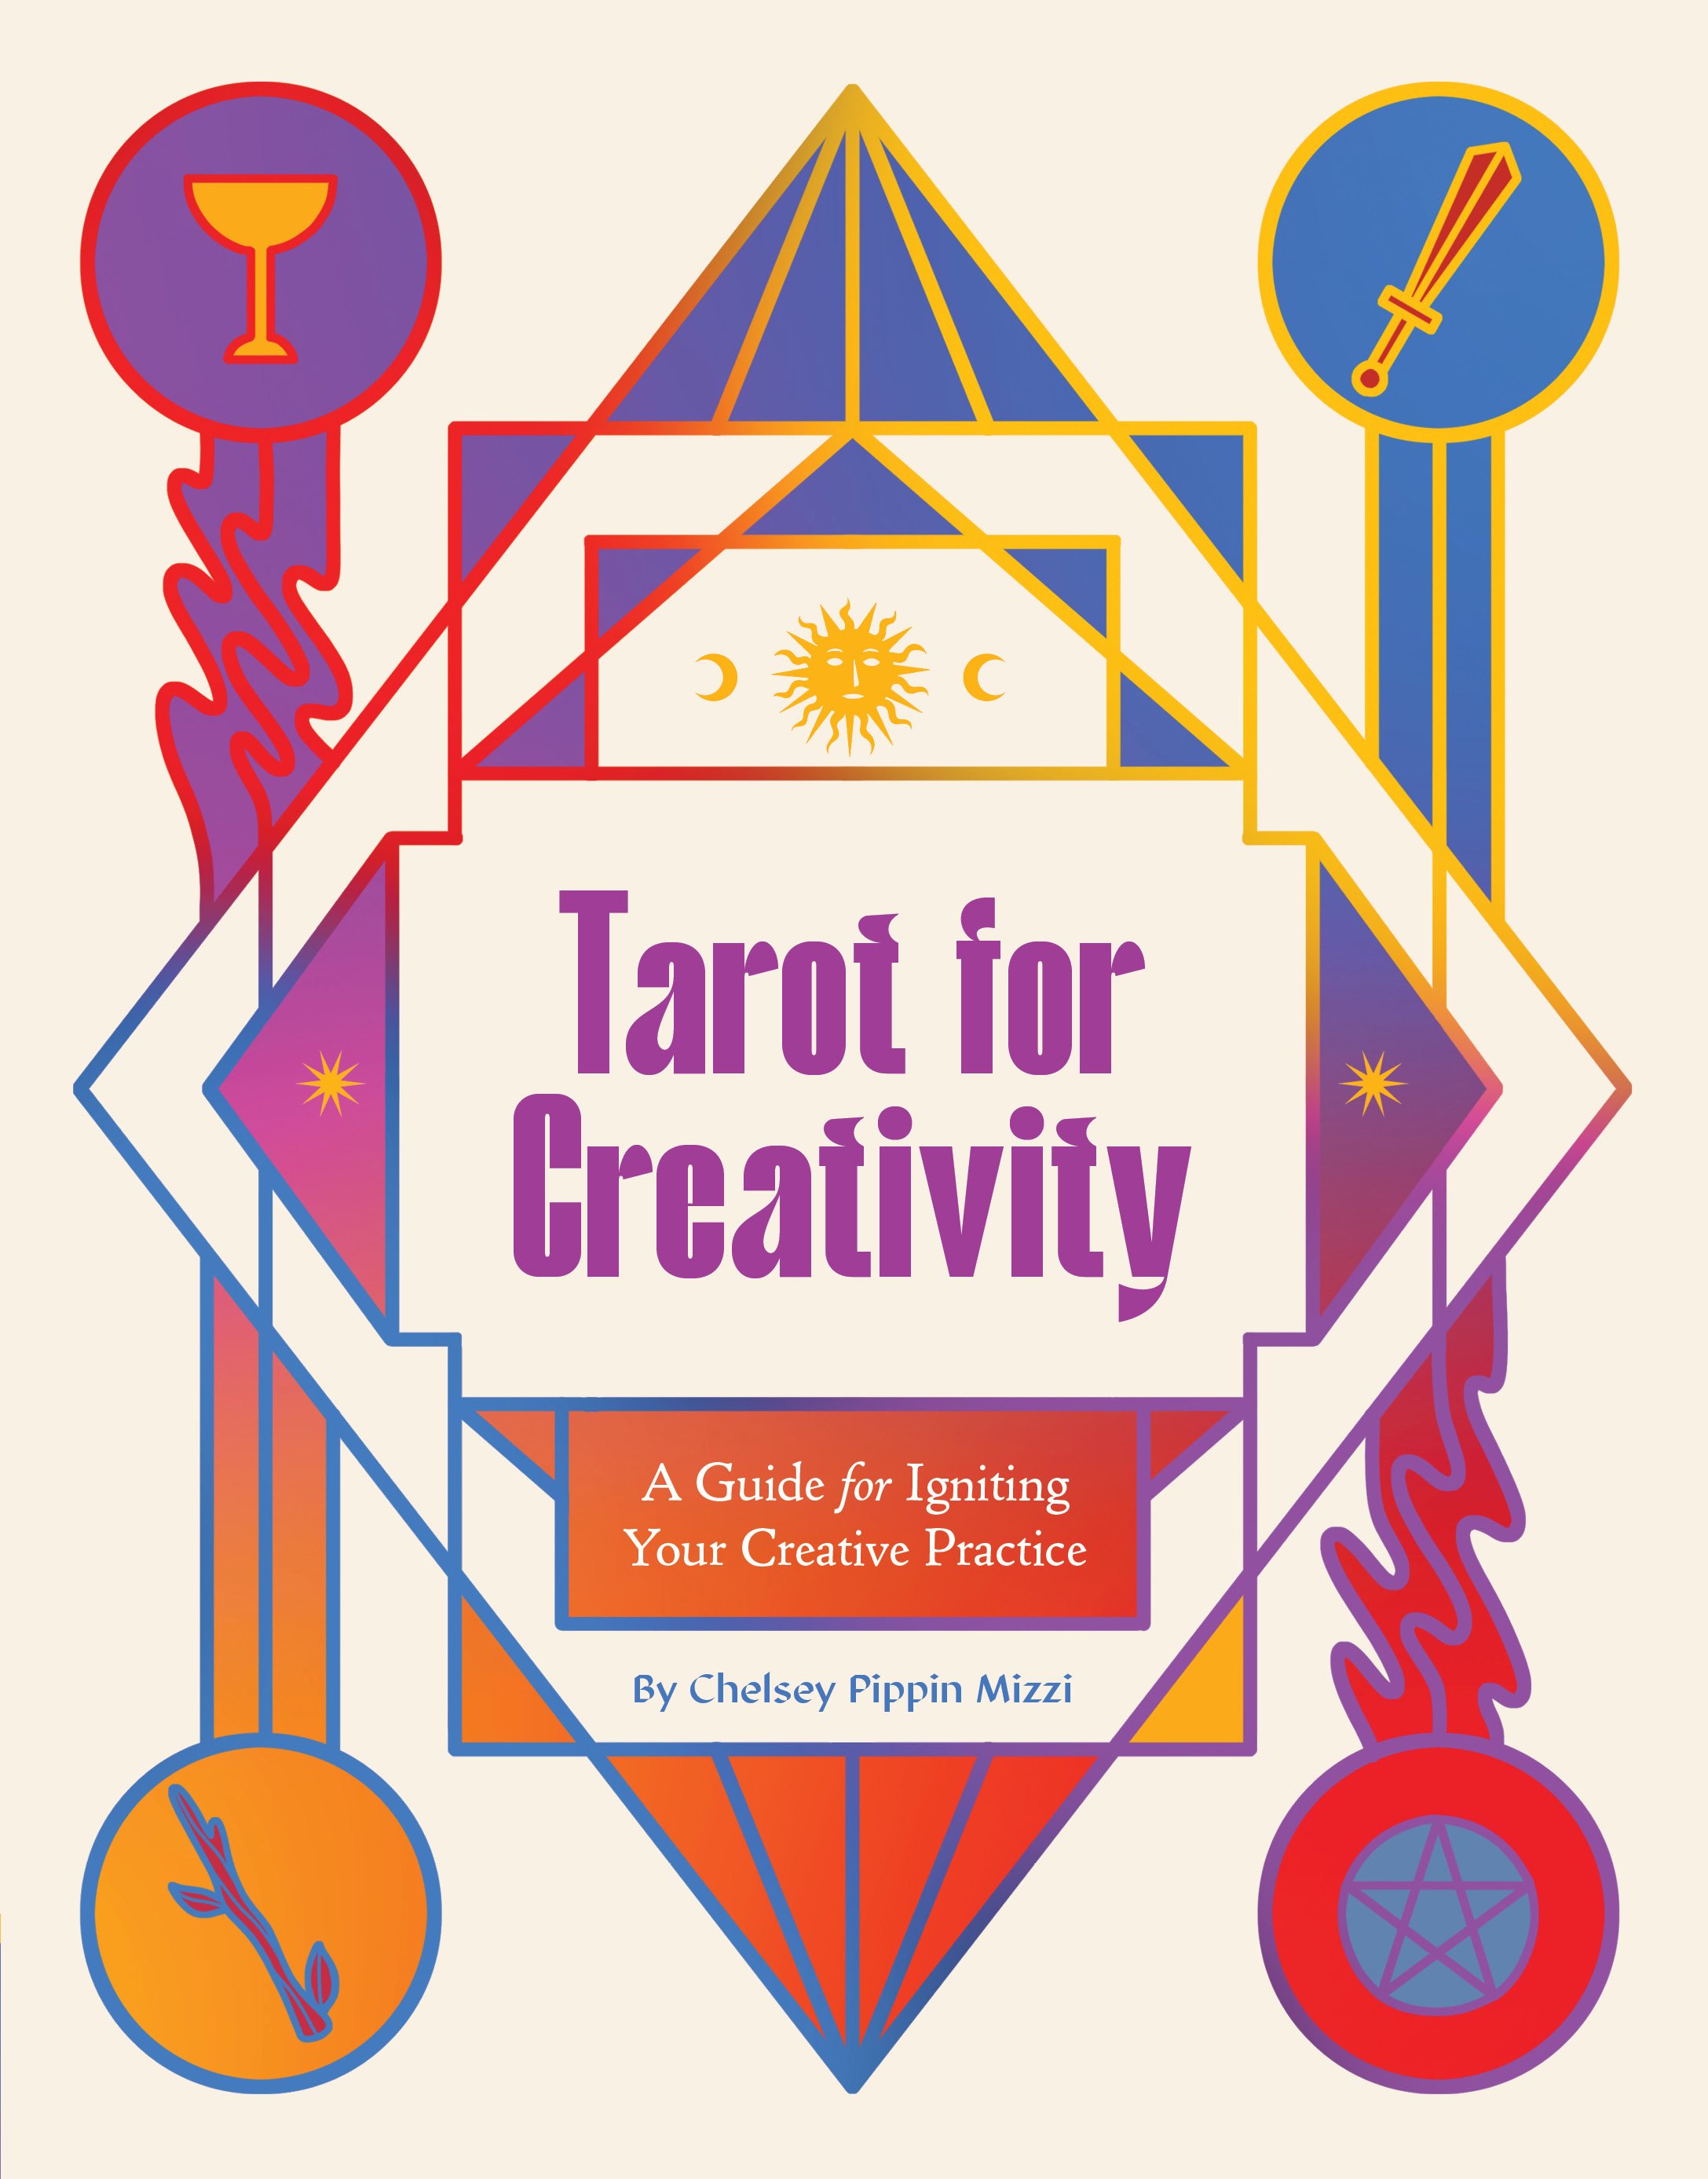 Tarot for
Creativity
A Guide for Igniting
Your Creative Practice
By Chelsey Pippin Mizzi